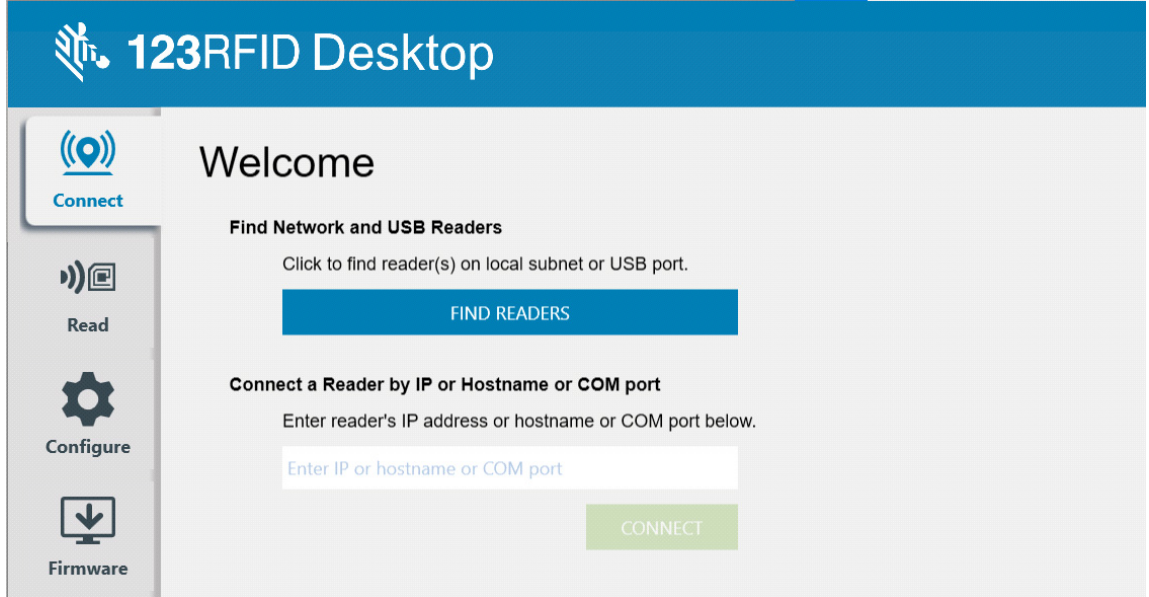 123RFID Desktop
Connect
Read
Configure
Firmware
Welcome
Find Network and USB Readers
Click to find reader(s) on local subnet or USB port.
FIND READERS
Connect a Reader by IP or Hostname or COM port
Enter reader's IP address or hostname or COM port below.
Enter IP or hostname or COM port
CONNECT